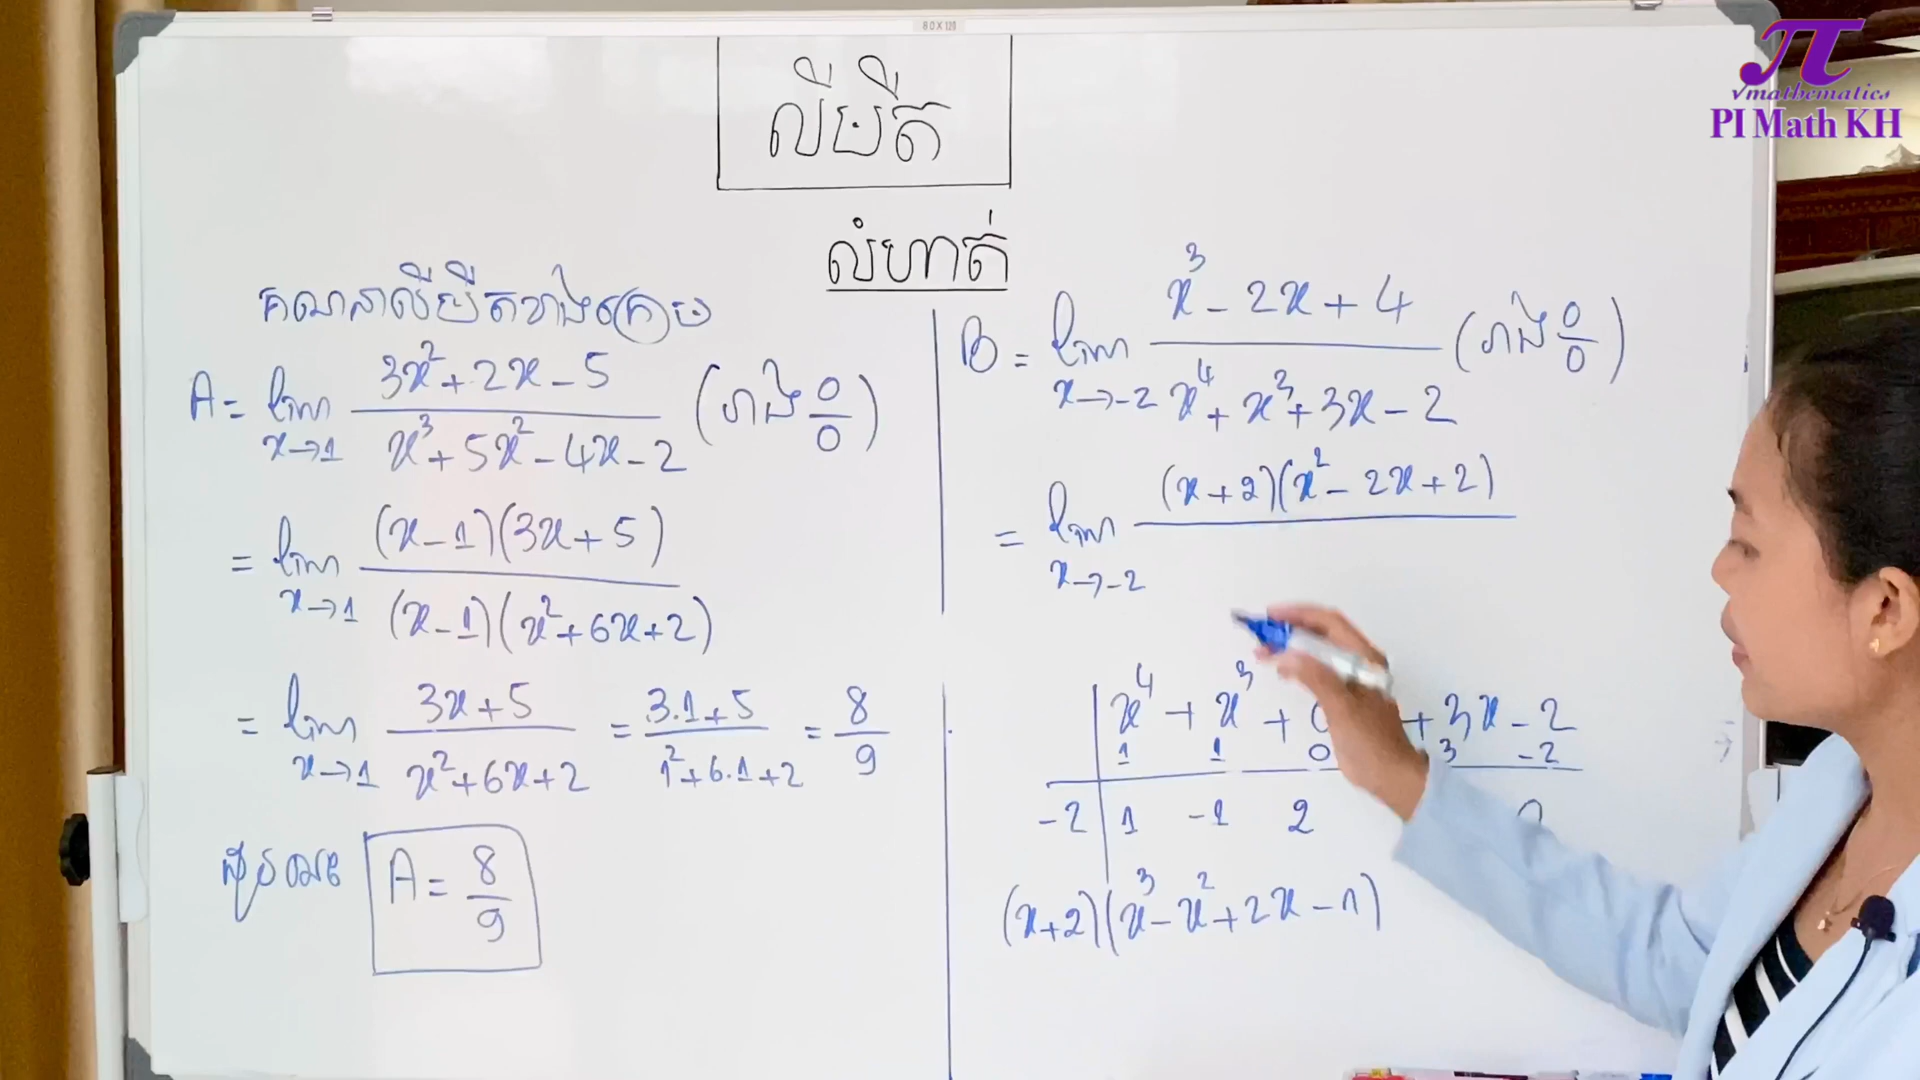 80 X 120
π
√mathematics
PI Math KH
លីមីត
លំហាត់
គណនាលីមីតខាងក្រោម
A = lim x→1 (3x² + 2x - 5)/(x³ + 5x² - 4x - 2) (រាង 0/0)
= lim x→1 (x - 1)(3x + 5)/(x - 1)(x² + 6x + 2)
= lim x→1 (3x + 5)/(x² + 6x + 2) = (3.1 + 5)/(1² + 6.1 + 2) = 8/9
ដូចនេះ A = 8/9
B = lim x→-2 (x³ - 2x + 4)/(x⁴ + x³ + 3x - 2) (រាង 0/0)
= lim x→-2 (x + 2)(x² - 2x + 2)
x⁴ + x³ + + 3x - 2
1 1 0 3 -2
-2 1 -1 2
(x + 2)(x³ - x² + 2x - 1)